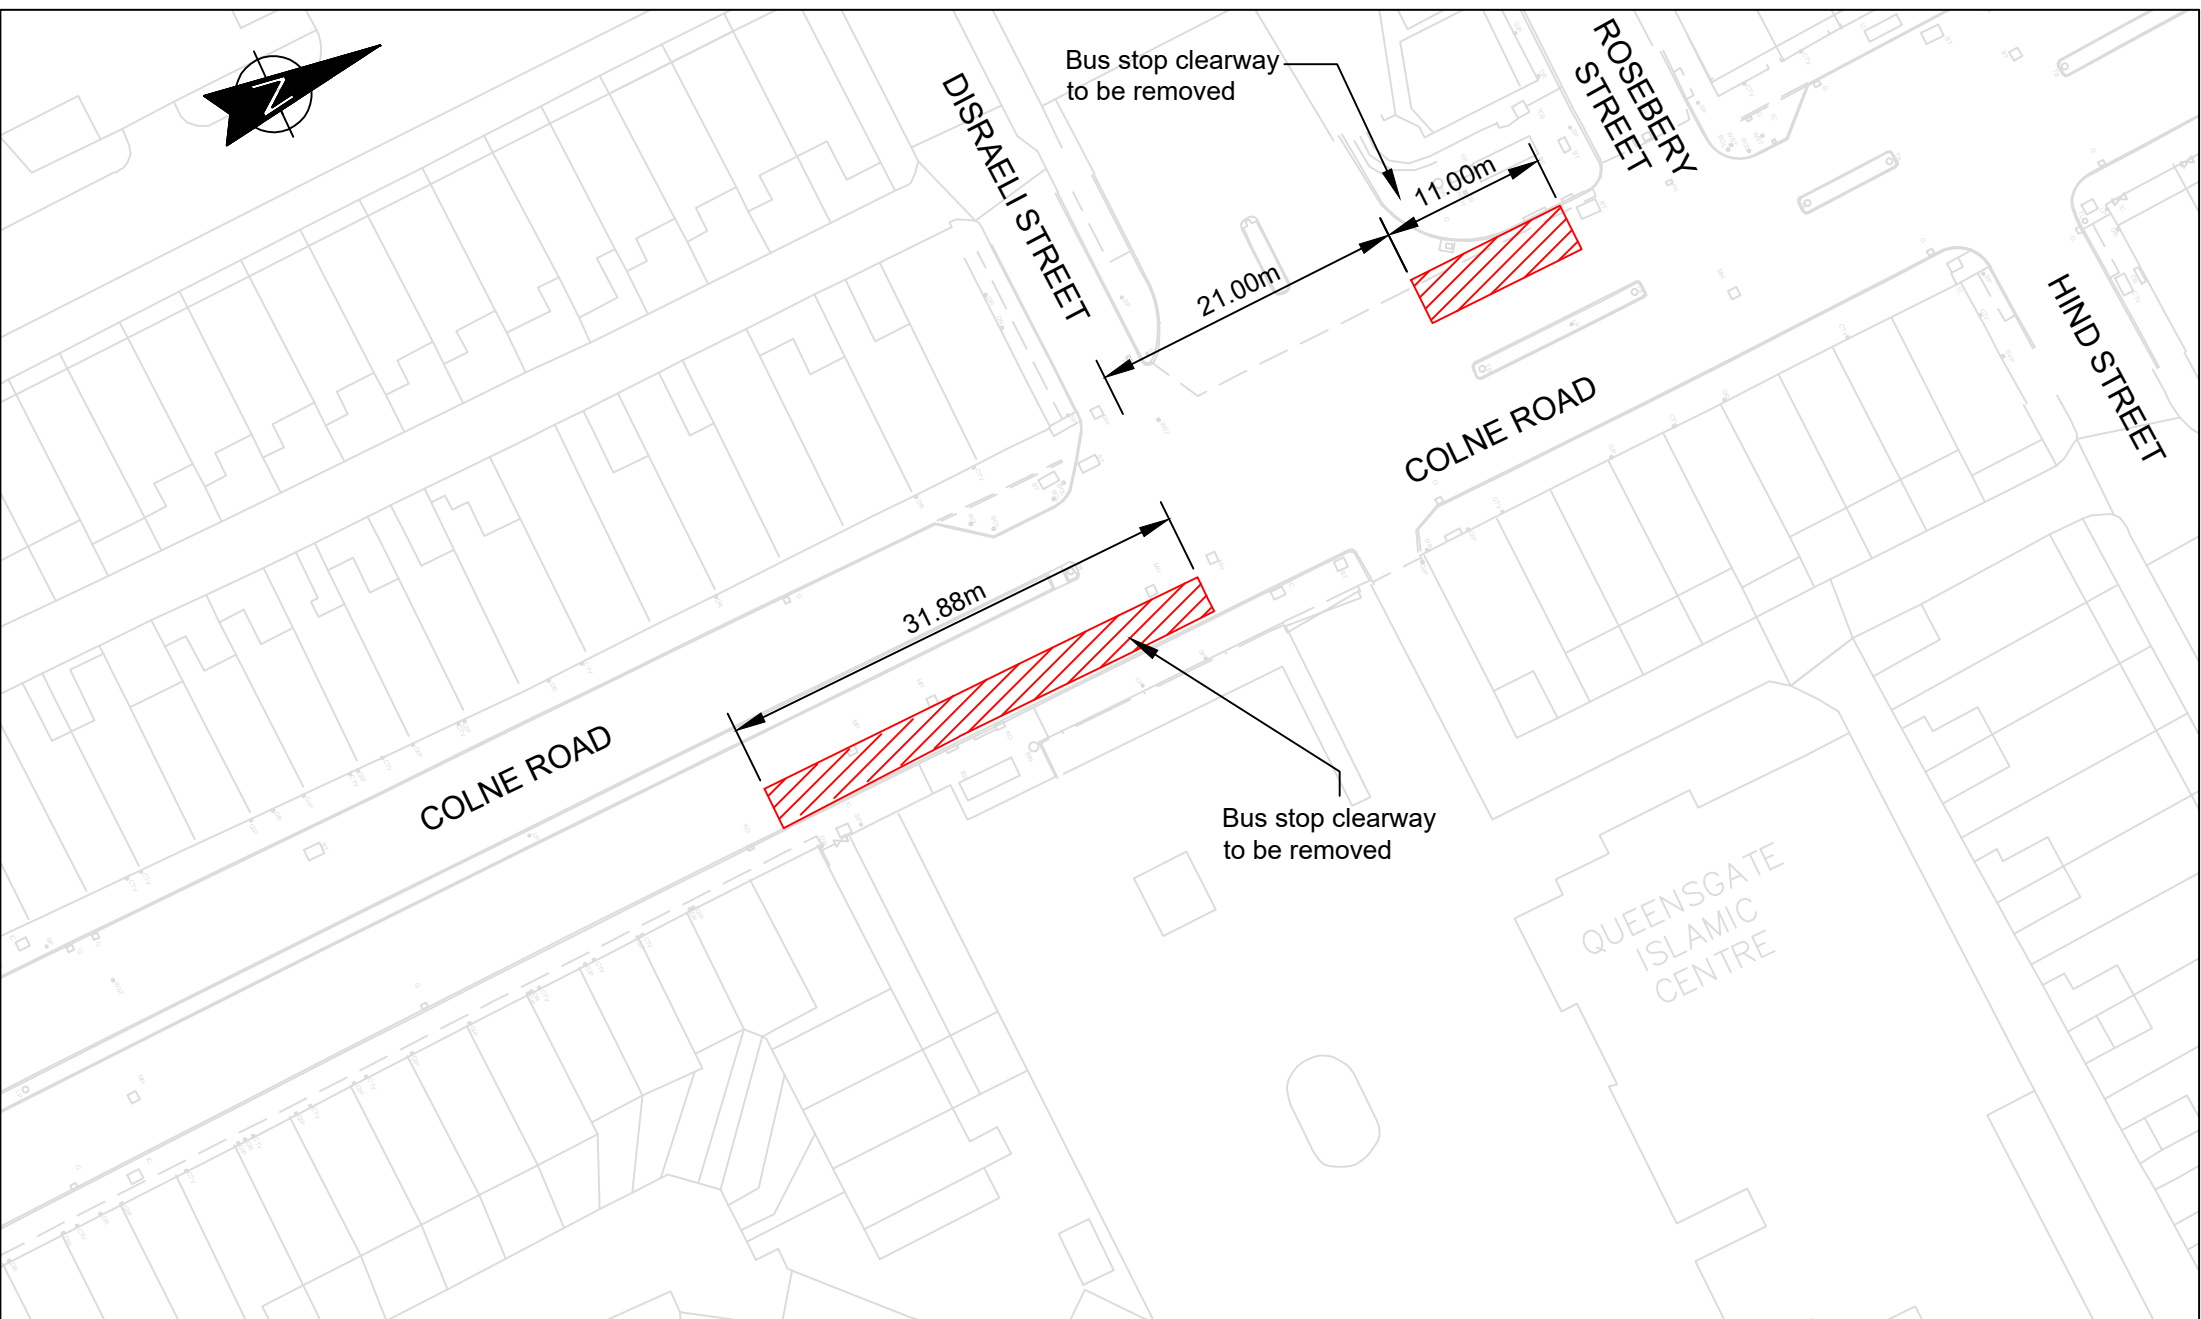 Bus stop clearway
to be removed
ROSEBERY
STREET
DISRAELI STREET
11.00m
21.00m
HIND STREET
COLNE ROAD
31.88m
COLNE ROAD
Bus stop clearway
to be removed
QUEENSGATE
ISLAMIC
CENTRE
N